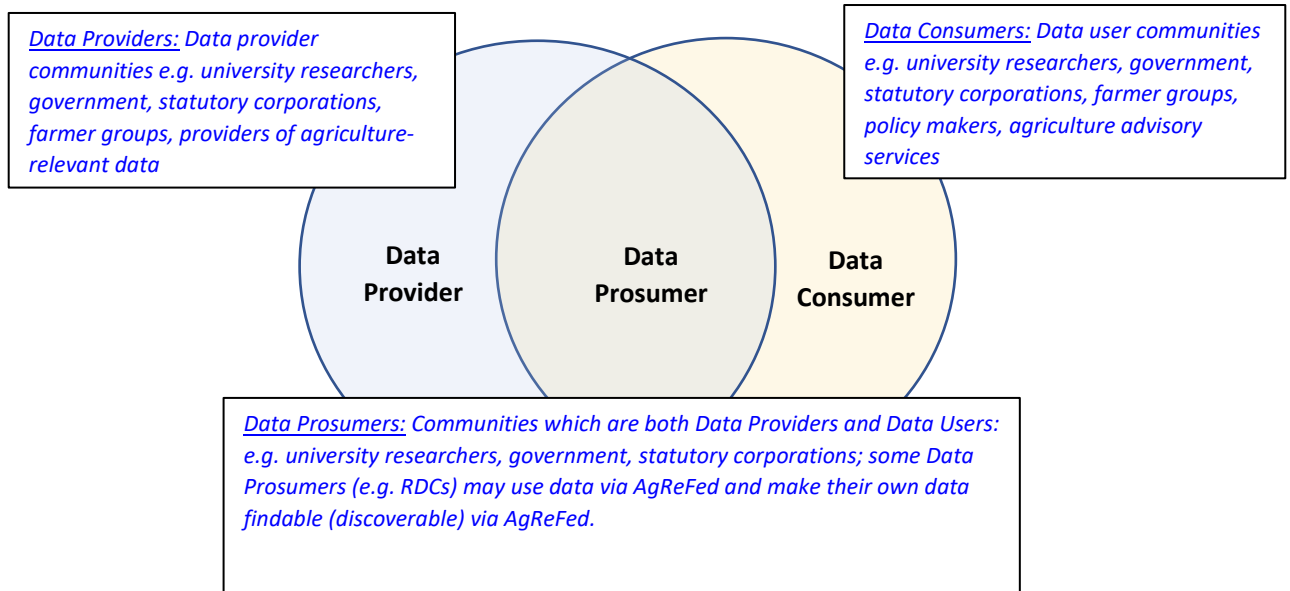 Data Providers: Data provider
communities e.g. university researchers,
government, statutory corporations,
farmer groups, providers of agriculture-
relevant data
Data Consumers: Data user communities
e.g. university researchers, government,
statutory corporations, farmer groups,
policy makers, agriculture advisory
services
Data
Provider
Data
Prosumer
Data
Consumer
Data Prosumers: Communities which are both Data Providers and Data Users:
e.g. university researchers, government, statutory corporations; some Data
Prosumers (e.g. RDCs) may use data via AgReFed and make their own data
findable (discoverable) via AgReFed.